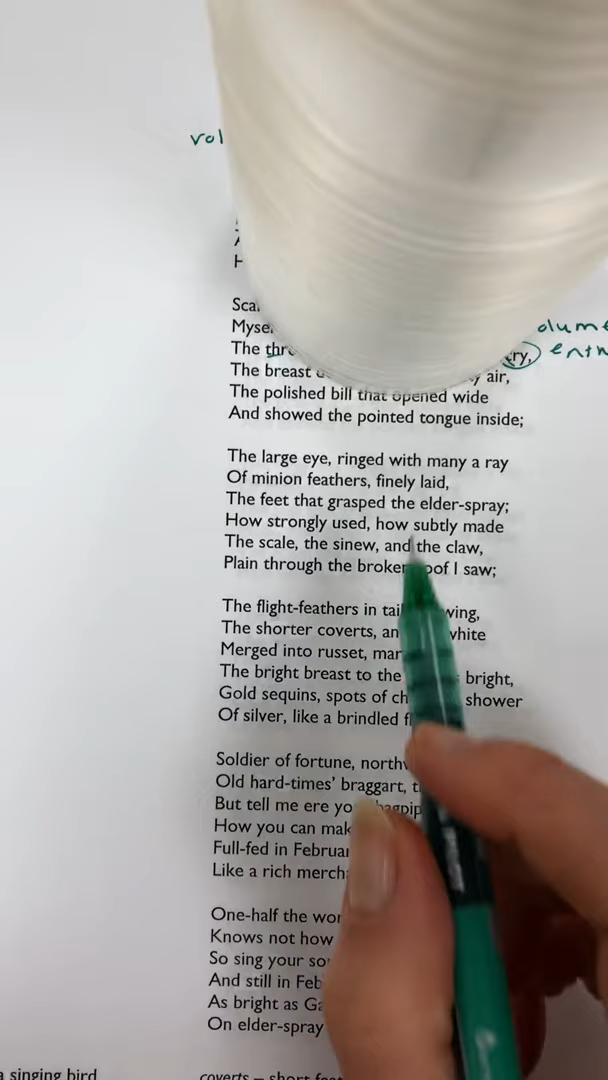 vol
Myse
olume
The thr ry, entw
The breast air,
The polished bill that opened wide
And showed the pointed tongue inside;
The large eye, ringed with many a ray
Of minion feathers, finely laid,
The feet that grasped the elder-spray;
How strongly used, how subtly made
The scale, the sinew, and the claw,
Plain through the broken oof I saw;
The flight-feathers in tail wing,
The shorter coverts, an white
Merged into russet, mar
The bright breast to the bright,
Gold sequins, spots of ch shower
Of silver, like a brindled fl
Soldier of fortune, northw
Old hard-times' braggart, t
But tell me ere yo bagpip
How you can mak
Full-fed in Februar
Like a rich merch
One-half the wor
Knows not how
So sing your so
And still in Feb
As bright as Ga
On elder-spray
a singing bird coverts – short fea